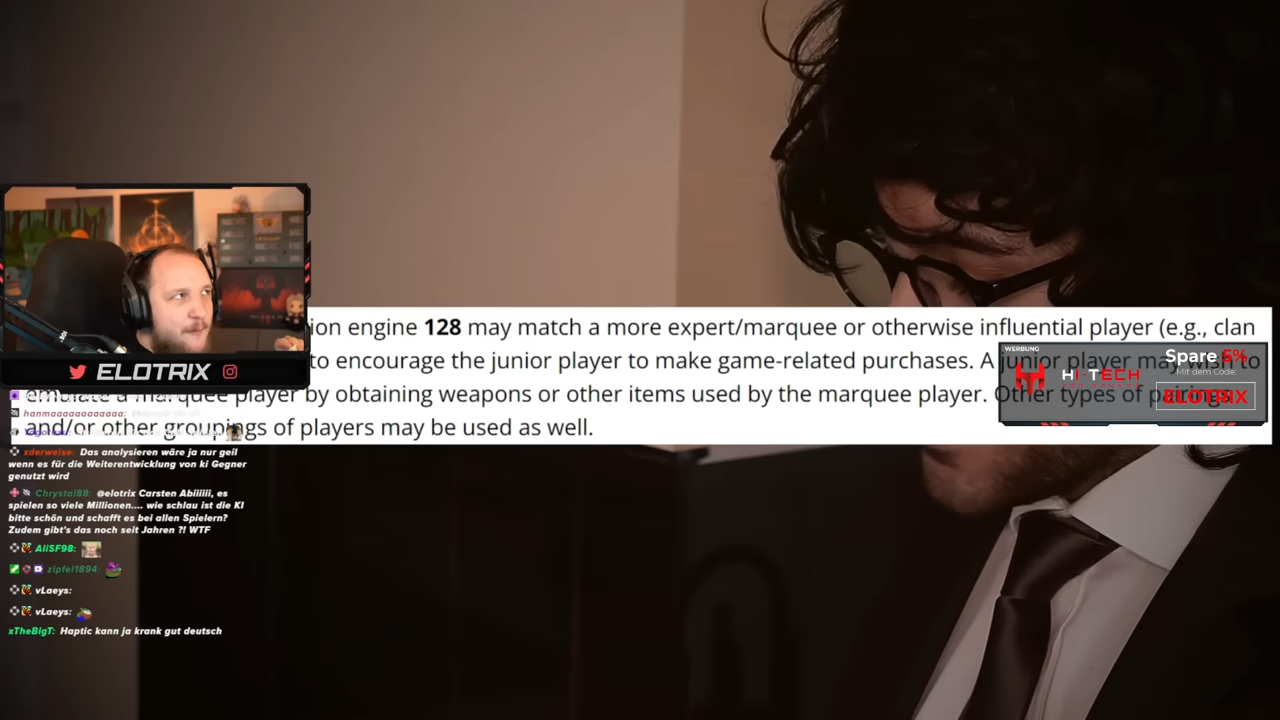 ion engine 128 may match a more expert/marquee or otherwise influential player (e.g., clan
to encourage the junior player to make game-related purchases. A junior player may wish to
emulate a marquee player by obtaining weapons or other items used by the marquee player. Other types of pairings
and/or other groupings of players may be used as well.
WERBUNG
Spare 5%
HI-TECH
Mit dem Code:
ELOTRIX
ELOTRIX
hanmaaaaaaaaaaa:
xderweise: Das analysieren wäre ja nur geil
wenn es für die Weiterentwicklung von ki Gegner
genutzt wird
Chrystal88: @elotrix Carsten Abiiiiii, es
spielen so viele Millionen.... wie schlau ist die KI
bitte schön und schafft es bei allen Spielern?
Zudem gibt's das noch seit Jahren ?! WTF
AliSF98:
zipfel1894:
vLaeys:
vLaeys:
xTheBigT: Haptic kann ja krank gut deutsch